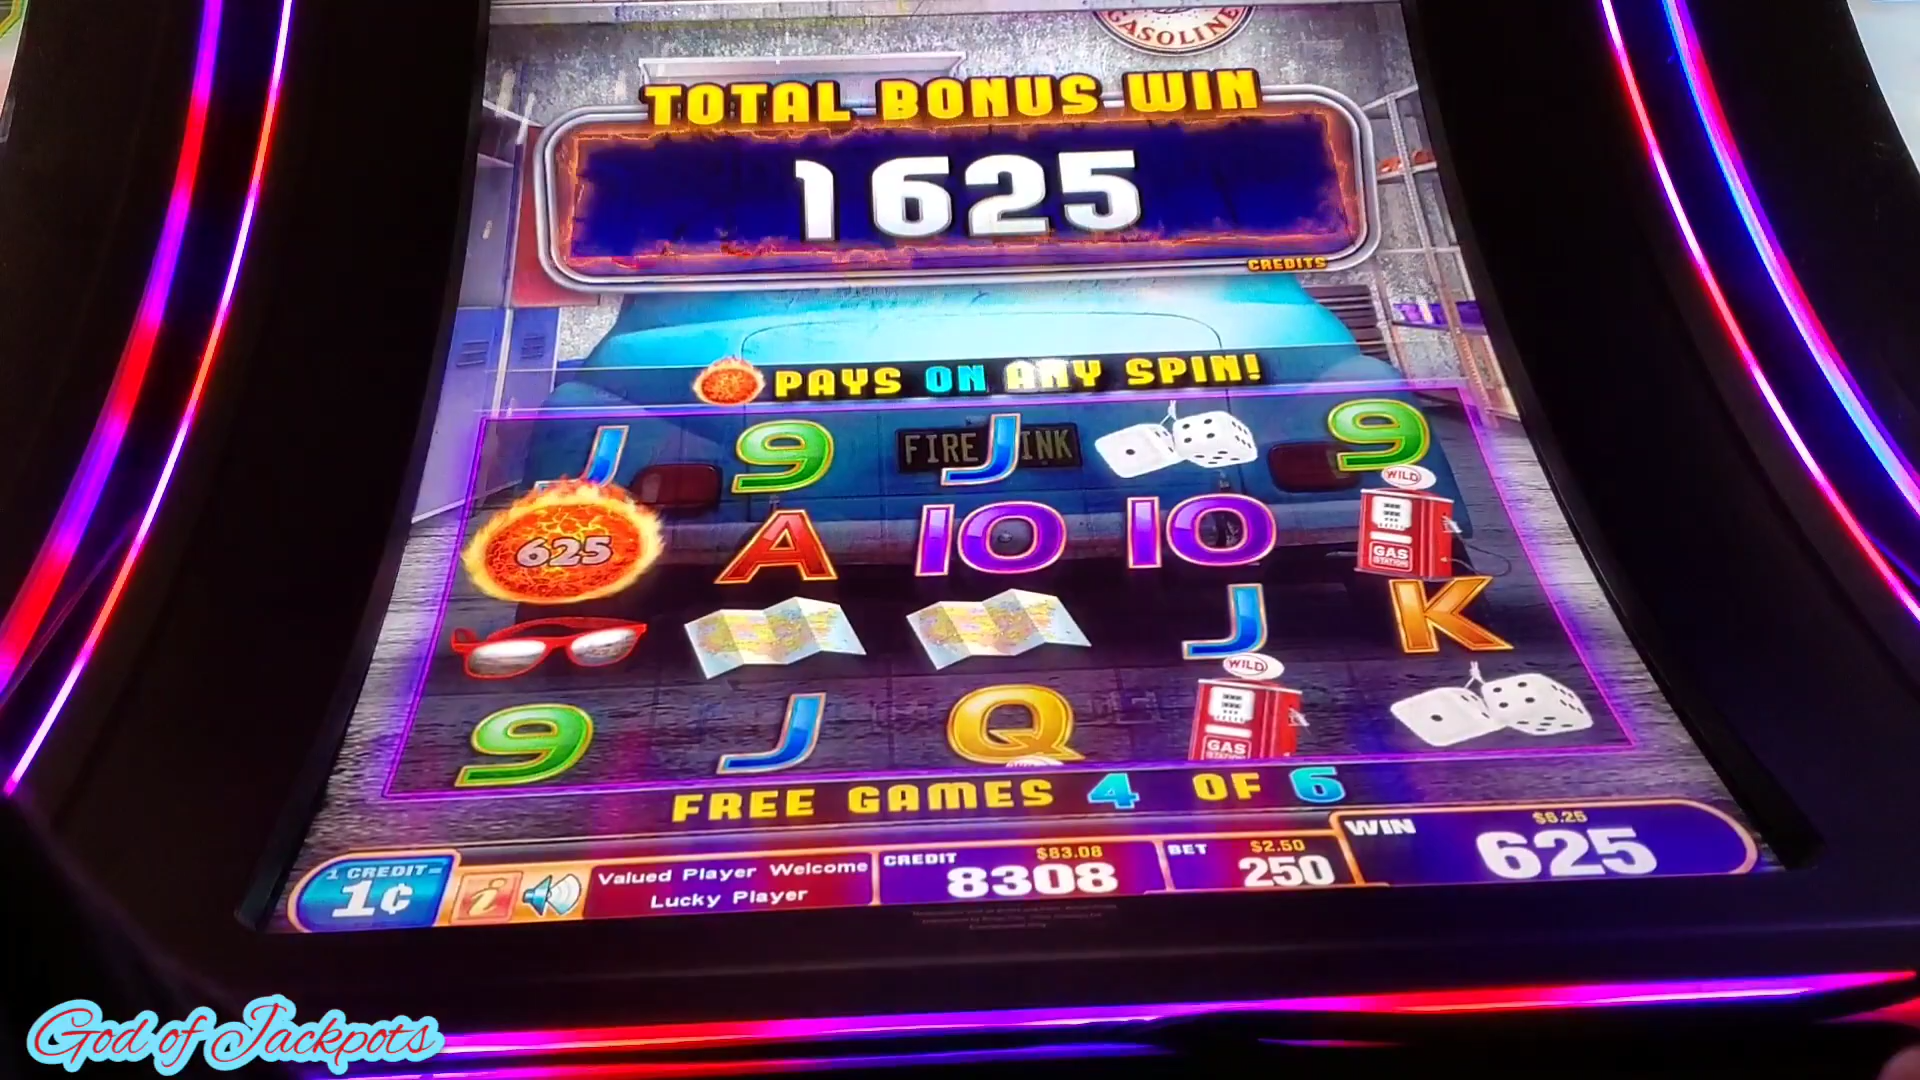 GASOLINE
TOTAL BONUS WIN
1625
CREDITS
PAYS ON ANY SPIN!
J 9 FIRE J INK 9
WILD
625 A 10 10 GAS STATION
J K
WILD
9 J Q GAS STATION
FREE GAMES 4 OF 6
1 CREDIT=
1¢
i
Valued Player Welcome
Lucky Player
CREDIT $83.08
8308
BET $2.50
250
WIN $6.25
625
God of Jackpots